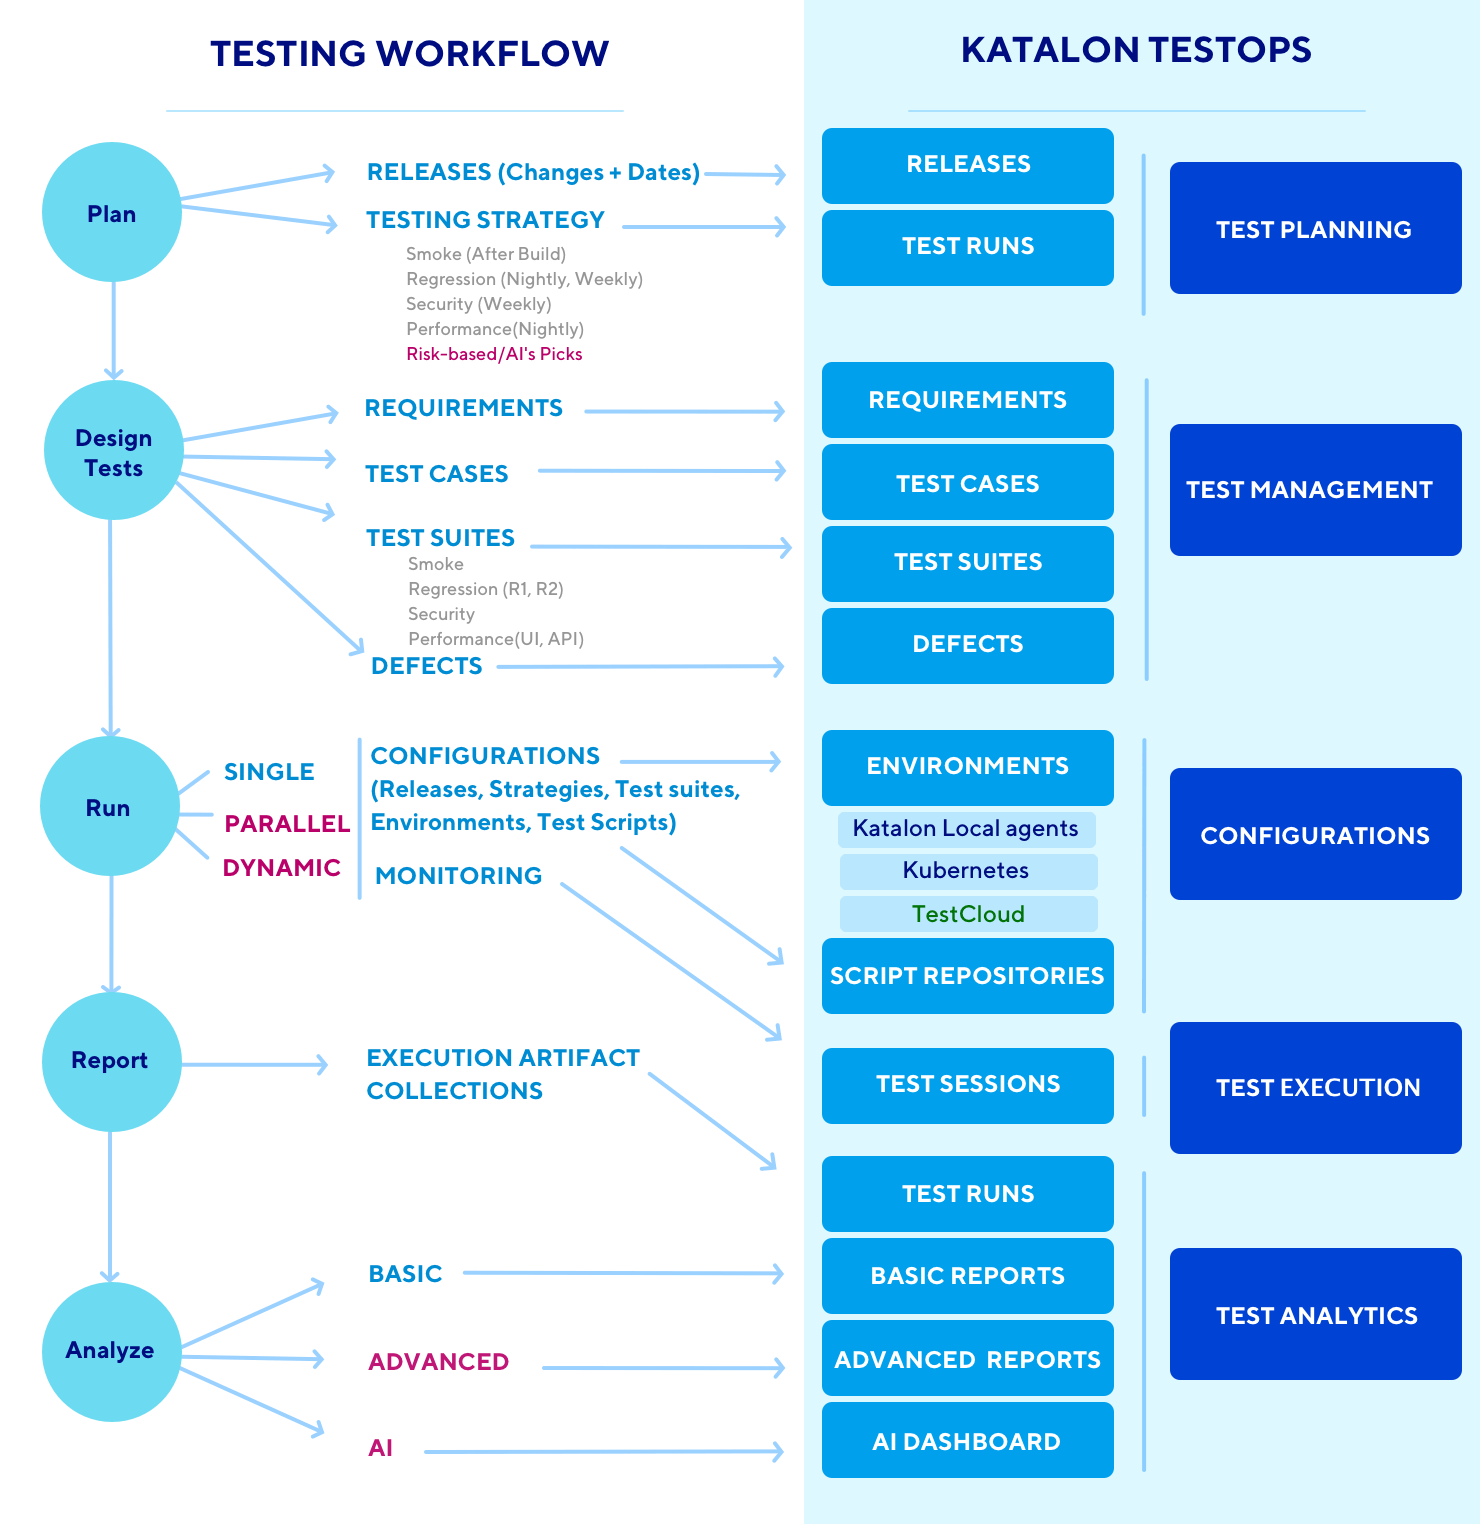 TESTING WORKFLOW
KATALON TESTOPS
Plan
RELEASES (Changes + Dates)
TESTING STRATEGY
Smoke (After Build)
Regression (Nightly, Weekly)
Security (Weekly)
Performance(Nightly)
Risk-based/AI's Picks
RELEASES
TEST RUNS
TEST PLANNING
Design
Tests
REQUIREMENTS
TEST CASES
TEST SUITES
Smoke
Regression (R1, R2)
Security
Performance(UI, API)
DEFECTS
REQUIREMENTS
TEST CASES
TEST SUITES
DEFECTS
TEST MANAGEMENT
Run
SINGLE
PARALLEL
DYNAMIC
CONFIGURATIONS
(Releases, Strategies, Test suites,
Environments, Test Scripts)
MONITORING
ENVIRONMENTS
Katalon Local agents
Kubernetes
TestCloud
SCRIPT REPOSITORIES
CONFIGURATIONS
Report
EXECUTION ARTIFACT
COLLECTIONS
TEST SESSIONS
TEST EXECUTION
Analyze
BASIC
ADVANCED
AI
TEST RUNS
BASIC REPORTS
ADVANCED REPORTS
AI DASHBOARD
TEST ANALYTICS